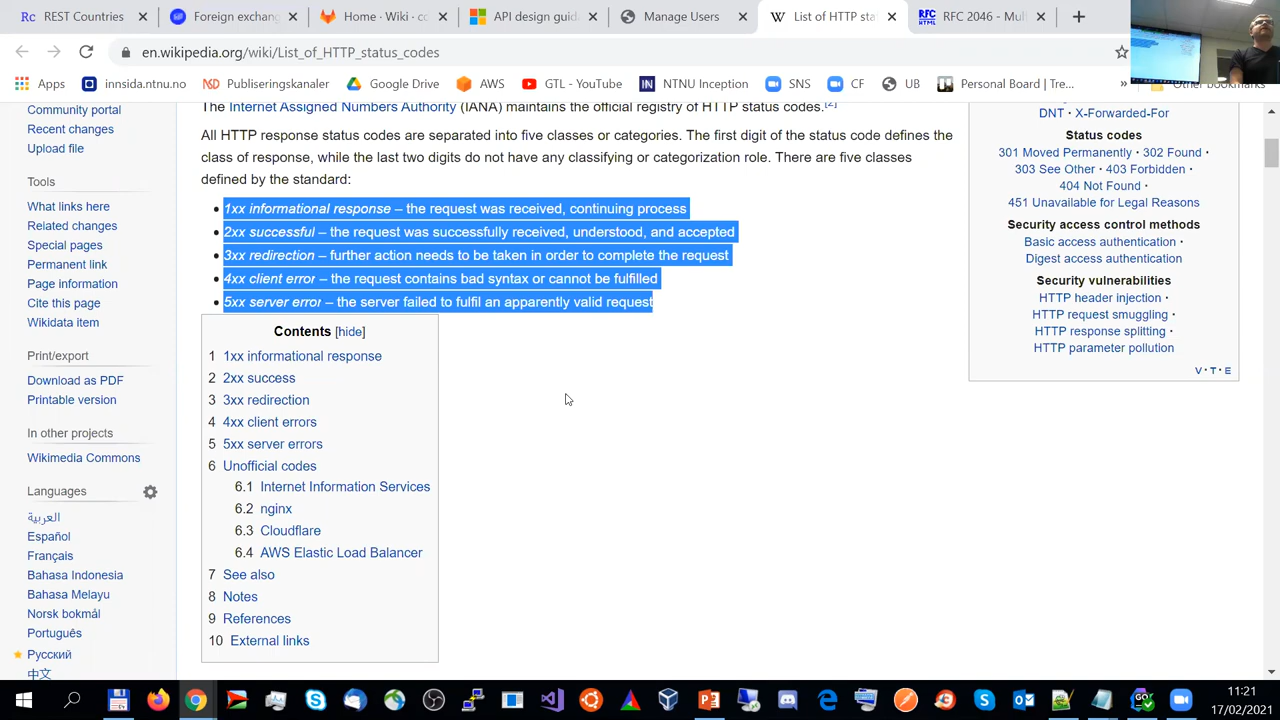 REST Countries
Foreign exchan
Home · Wiki · c
API design guid
Manage Users
List of HTTP sta
RFC 2046 - Mul
en.wikipedia.org/wiki/List_of_HTTP_status_codes
Apps
innsida.ntnu.no
Publiseringskanaler
Google Drive
AWS
GTL - YouTube
NTNU Inception
SNS
CF
UB
Personal Board | Tre...
»
Other bookmarks
Community portal
Recent changes
Upload file
Tools
What links here
Related changes
Special pages
Permanent link
Page information
Cite this page
Wikidata item
Print/export
Download as PDF
Printable version
In other projects
Wikimedia Commons
Languages
العربية
Español
Français
Bahasa Indonesia
Bahasa Melayu
Norsk bokmål
Português
Русский
中文
The Internet Assigned Numbers Authority (IANA) maintains the official registry of HTTP status codes.[2]
All HTTP response status codes are separated into five classes or categories. The first digit of the status code defines the
class of response, while the last two digits do not have any classifying or categorization role. There are five classes
defined by the standard:
• 1xx informational response – the request was received, continuing process
• 2xx successful – the request was successfully received, understood, and accepted
• 3xx redirection – further action needs to be taken in order to complete the request
• 4xx client error – the request contains bad syntax or cannot be fulfilled
• 5xx server error – the server failed to fulfil an apparently valid request
Contents [hide]
1 1xx informational response
2 2xx success
3 3xx redirection
4 4xx client errors
5 5xx server errors
6 Unofficial codes
6.1 Internet Information Services
6.2 nginx
6.3 Cloudflare
6.4 AWS Elastic Load Balancer
7 See also
8 Notes
9 References
10 External links
DNT · X-Forwarded-For
Status codes
301 Moved Permanently · 302 Found ·
303 See Other · 403 Forbidden ·
404 Not Found ·
451 Unavailable for Legal Reasons
Security access control methods
Basic access authentication ·
Digest access authentication
Security vulnerabilities
HTTP header injection ·
HTTP request smuggling ·
HTTP response splitting ·
HTTP parameter pollution
V · T · E
11:21
17/02/2021